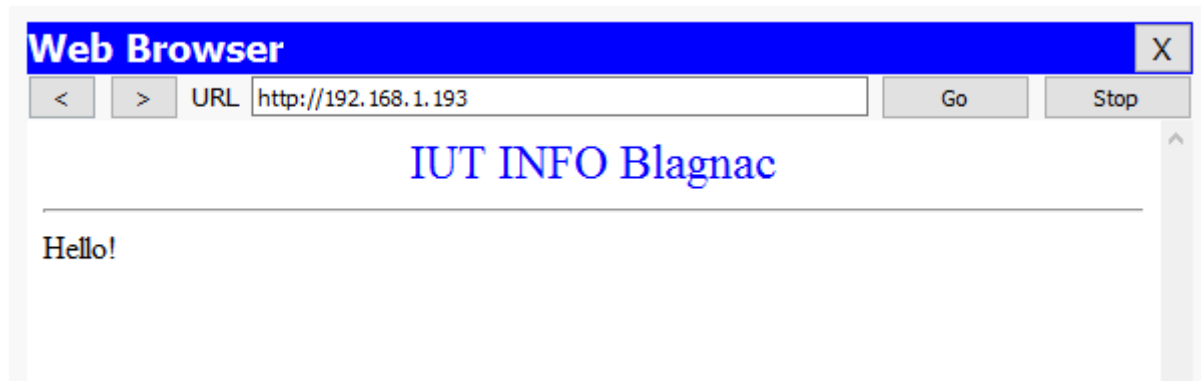 Web Browser X
< > URL http://192.168.1.193 Go Stop
IUT INFO Blagnac
Hello!